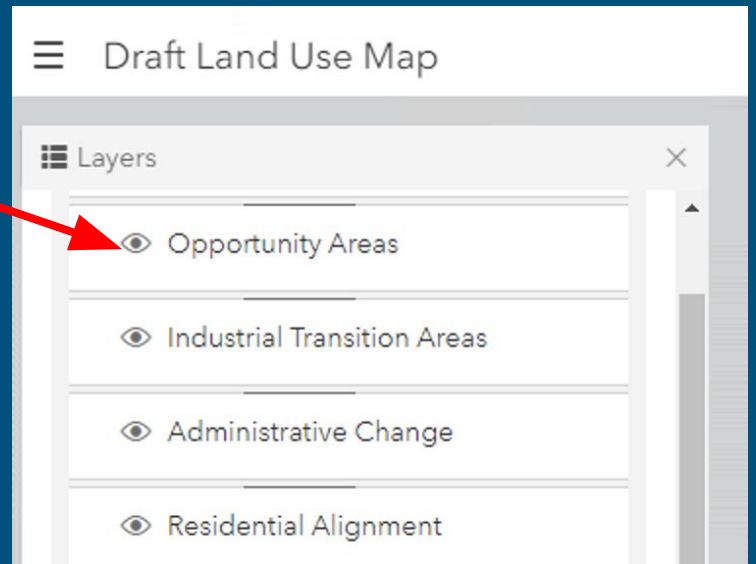 Draft Land Use Map
Layers
Opportunity Areas
Industrial Transition Areas
Administrative Change
Residential Alignment